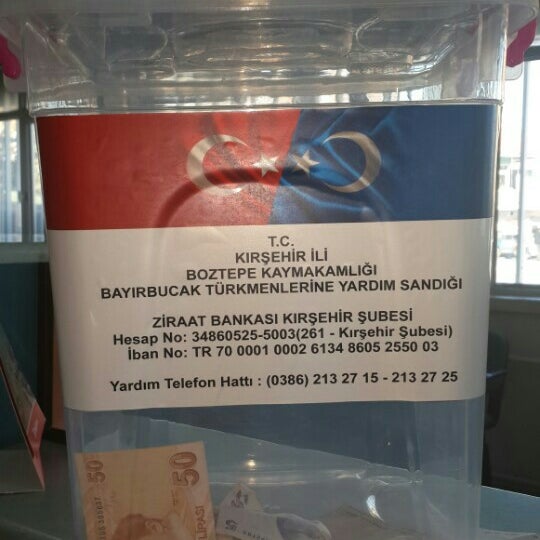 T.C.
KIRŞEHİR İLİ
BOZTEPE KAYMAKAMLIĞI
BAYIRBUCAK TÜRKMENLERİNE YARDIM SANDIĞI
ZİRAAT BANKASI KIRŞEHİR ŞUBESİ
Hesap No: 34860525-5003(261 - Kırşehir Şubesi)
İban No: TR 70 0001 0002 6134 8605 2550 03
Yardım Telefon Hattı : (0386) 213 27 15 - 213 27 25
50
50
LİRASI